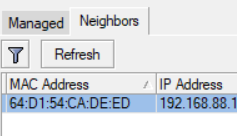 Managed Neighbors
Refresh
MAC Address / IP Address
64:D1:54:CA:DE:ED 192.168.88.1